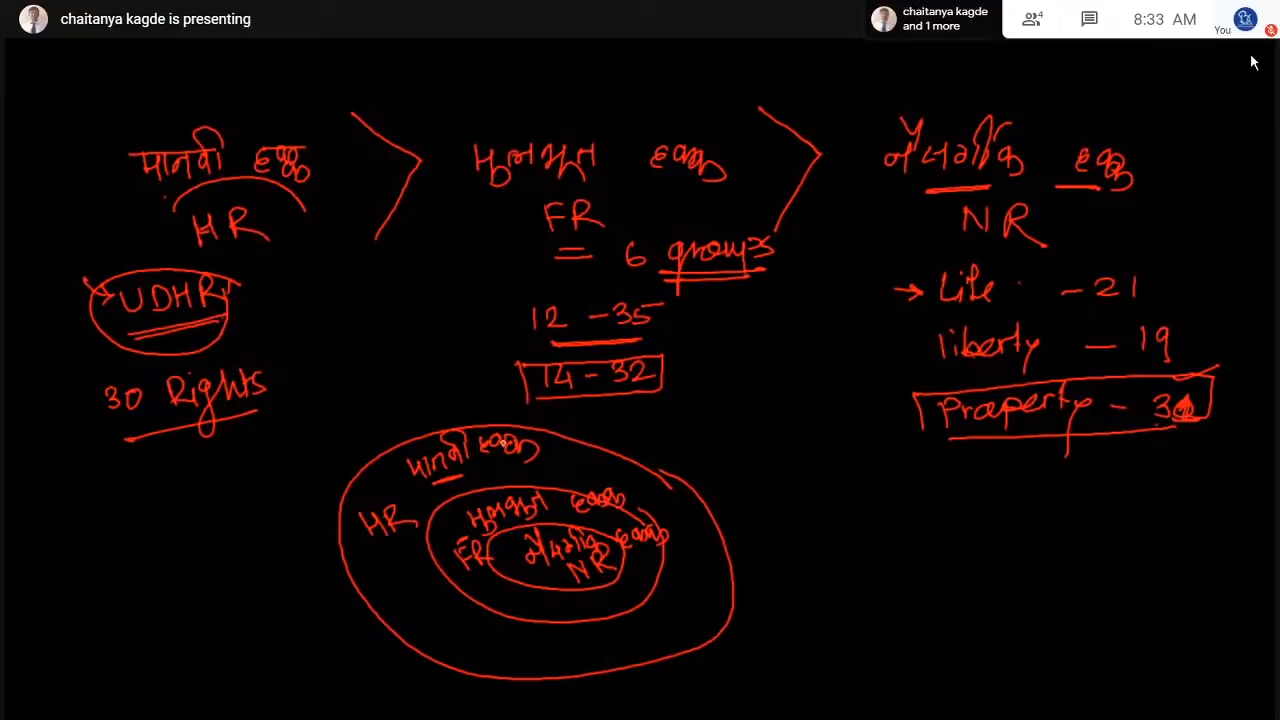 chaitanya kagde is presenting
chaitanya kagde
and 1 more
4
8:33 AM
You
मानवी हक्क
HR
UDHR
30 Rights
मुलभूत हक्क
FR
= 6 groups
12 - 35
14 - 32
नैसर्गिक हक्क
NR
→ Life - 21
liberty - 19
Property - 31
मानवी हक्क
HR
मुलभूत हक्क
FR
नैसर्गिक हक्क
NR